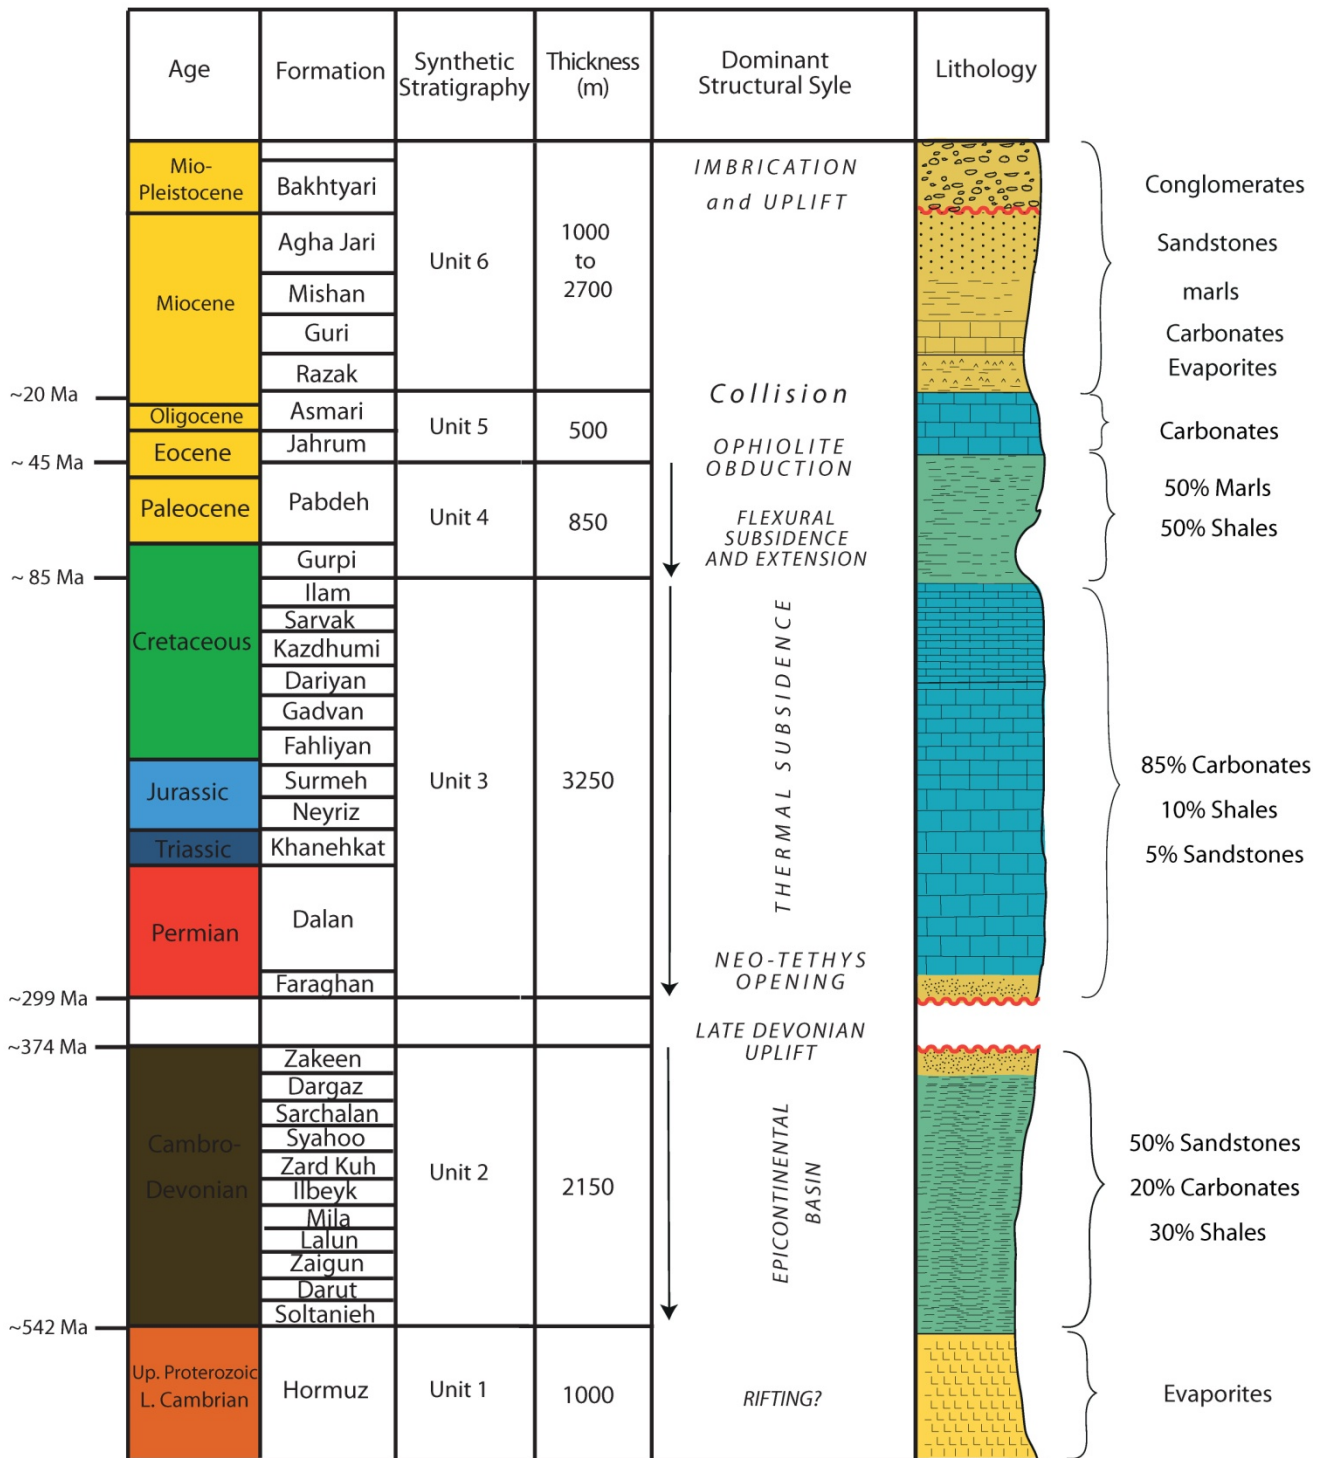 Age
Formation
Synthetic
Stratigraphy
Thickness
(m)
Dominant
Structural Syle
Lithology
Mio-
Pleistocene
Bakhtyari
Miocene
Agha Jari
Mishan
Guri
Razak
Unit 6
1000
to
2700
IMBRICATION
and UPLIFT
Conglomerates
Sandstones
marls
Carbonates
Evaporites
~20 Ma
Collision
Oligocene
Asmari
Eocene
Jahrum
Unit 5
500
OPHIOLITE
OBDUCTION
Carbonates
~ 45 Ma
Paleocene
Pabdeh
Gurpi
Unit 4
850
FLEXURAL
SUBSIDENCE
AND EXTENSION
50% Marls
50% Shales
~ 85 Ma
Cretaceous
Ilam
Sarvak
Kazdhumi
Dariyan
Gadvan
Fahliyan
Jurassic
Surmeh
Neyriz
Triassic
Khanehkat
Permian
Dalan
Faraghan
Unit 3
3250
THERMAL SUBSIDENCE
NEO-TETHYS
OPENING
85% Carbonates
10% Shales
5% Sandstones
~299 Ma
LATE DEVONIAN
UPLIFT
~374 Ma
Cambro-
Devonian
Zakeen
Dargaz
Sarchalan
Syahoo
Zard Kuh
Ilbeyk
Mila
Lalun
Zaigun
Darut
Soltanieh
Unit 2
2150
EPICONTINENTAL
BASIN
50% Sandstones
20% Carbonates
30% Shales
~542 Ma
Up. Proterozoic
L. Cambrian
Hormuz
Unit 1
1000
RIFTING?
Evaporites